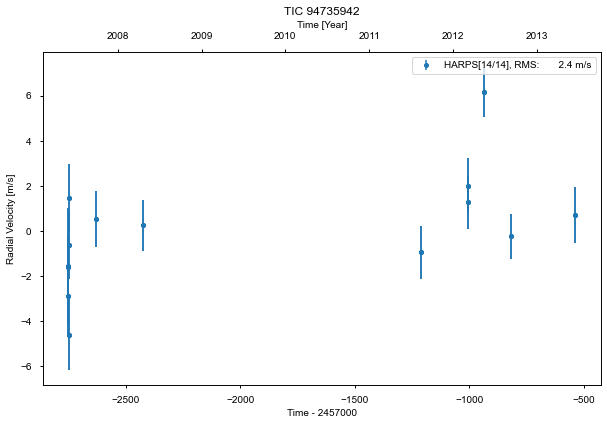 TIC 94735942
Time [Year]
2008 2009 2010 2011 2012 2013
HARPS[14/14], RMS: 2.4 m/s
Radial Velocity [m/s]
6
4
2
0
−2
−4
−6
−2500 −2000 −1500 −1000 −500
Time - 2457000